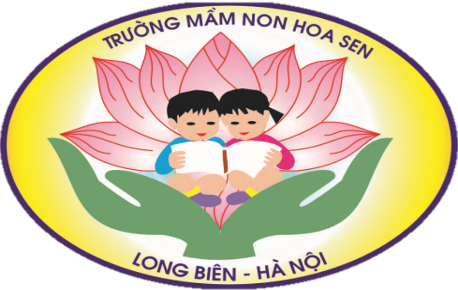 TRƯỜNG MẦM NON HOA SEN
LONG BIÊN - HÀ NỘI